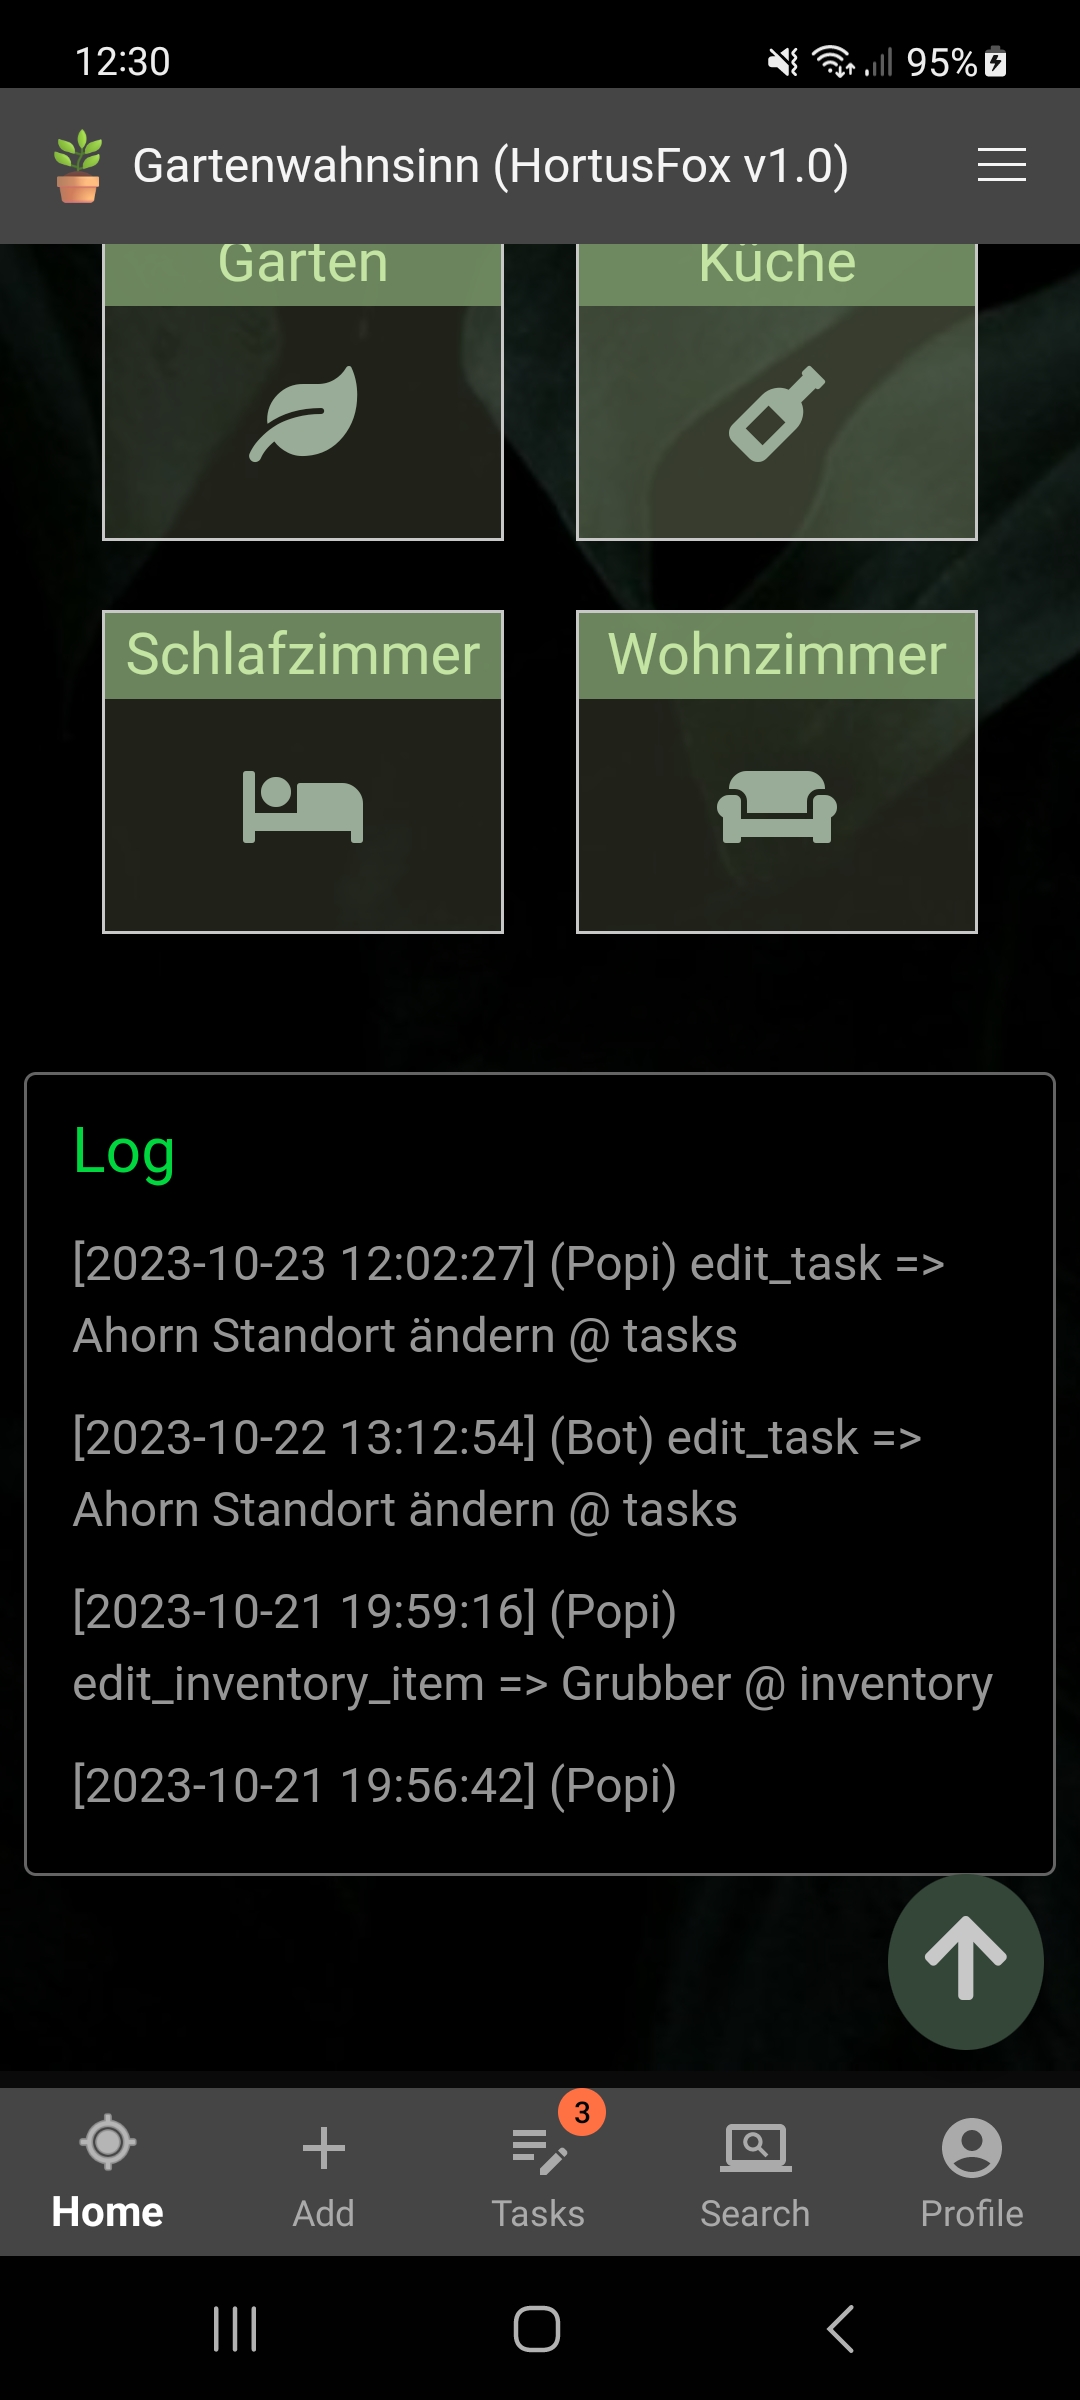 12:30
95%
Gartenwahnsinn (HortusFox v1.0)
Garten
Küche
Schlafzimmer
Wohnzimmer
Log
[2023-10-23 12:02:27] (Popi) edit_task =>
Ahorn Standort ändern @ tasks
[2023-10-22 13:12:54] (Bot) edit_task =>
Ahorn Standort ändern @ tasks
[2023-10-21 19:59:16] (Popi)
edit_inventory_item => Grubber @ inventory
[2023-10-21 19:56:42] (Popi)
3
Home
Add
Tasks
Search
Profile